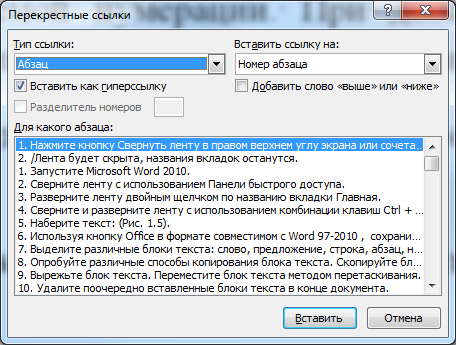 Перекрестные ссылки
Тип ссылки: Вставить ссылку на:
Абзац Номер абзаца
Вставить как гиперссылку Добавить слово «выше» или «ниже»
Разделитель номеров
Для какого абзаца:
1. Нажмите кнопку Свернуть ленту в правом верхнем углу экрана или сочета...
2. /Лента будет скрыта, названия вкладок останутся.
1. Запустите Microsoft Word 2010.
2. Сверните ленту с использованием Панели быстрого доступа.
3. Разверните ленту двойным щелчком по названию вкладки Главная.
4. Сверните и разверните ленту с использованием комбинации клавиш Ctrl + ...
5. Наберите текст: (Рис. 1.5).
6. Используя кнопку Office в формате совместимом с Word 97-2010 , сохрани...
7. Выделите различные блоки текста: слово, предложение, строка, абзац, н...
8. Опробуйте различные способы копирования блока текста. Скопируйте бл...
9. Вырежьте блок текста. Переместите блок текста методом перетаскивания.
10. Удалите поочередно вставленные блоки текста в конце документа.
Вставить Отмена